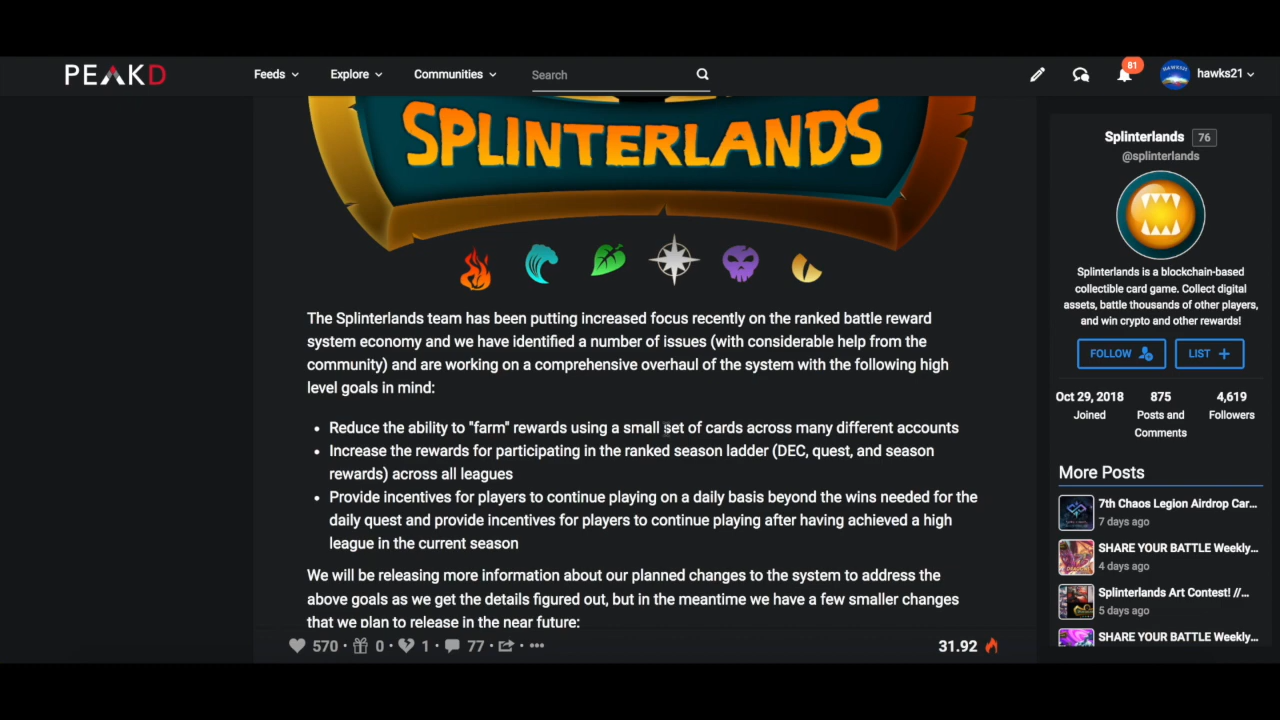 PEAKD
Feeds
Explore
Communities
Search
81
hawks21
SPLINTERLANDS
The Splinterlands team has been putting increased focus recently on the ranked battle reward
system economy and we have identified a number of issues (with considerable help from the
community) and are working on a comprehensive overhaul of the system with the following high
level goals in mind:
• Reduce the ability to "farm" rewards using a small set of cards across many different accounts
• Increase the rewards for participating in the ranked season ladder (DEC, quest, and season
rewards) across all leagues
• Provide incentives for players to continue playing on a daily basis beyond the wins needed for the
daily quest and provide incentives for players to continue playing after having achieved a high
league in the current season
We will be releasing more information about our planned changes to the system to address the
above goals as we get the details figured out, but in the meantime we have a few smaller changes
that we plan to release in the near future:
570 · 0 · 1 · 77 · · •••
31.92
Splinterlands 76
@splinterlands
Splinterlands is a blockchain-based
collectible card game. Collect digital
assets, battle thousands of other players,
and win crypto and other rewards!
FOLLOW
LIST +
Oct 29, 2018 875 4,619
Joined Posts and Followers
Comments
More Posts
7th Chaos Legion Airdrop Car...
7 days ago
SHARE YOUR BATTLE Weekly...
4 days ago
Splinterlands Art Contest! //...
5 days ago
SHARE YOUR BATTLE Weekly...